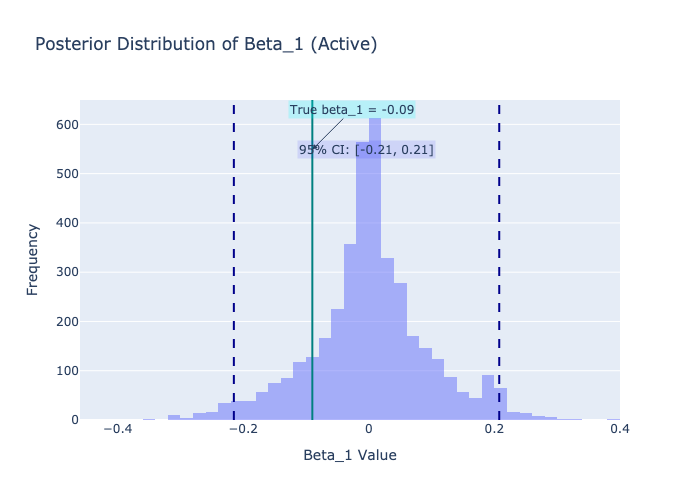 Posterior Distribution of Beta_1 (Active)
True beta_1 = -0.09
95% CI: [-0.21, 0.21]
Frequency
600
500
400
300
200
100
0
−0.4
−0.2
0
0.2
0.4
Beta_1 Value